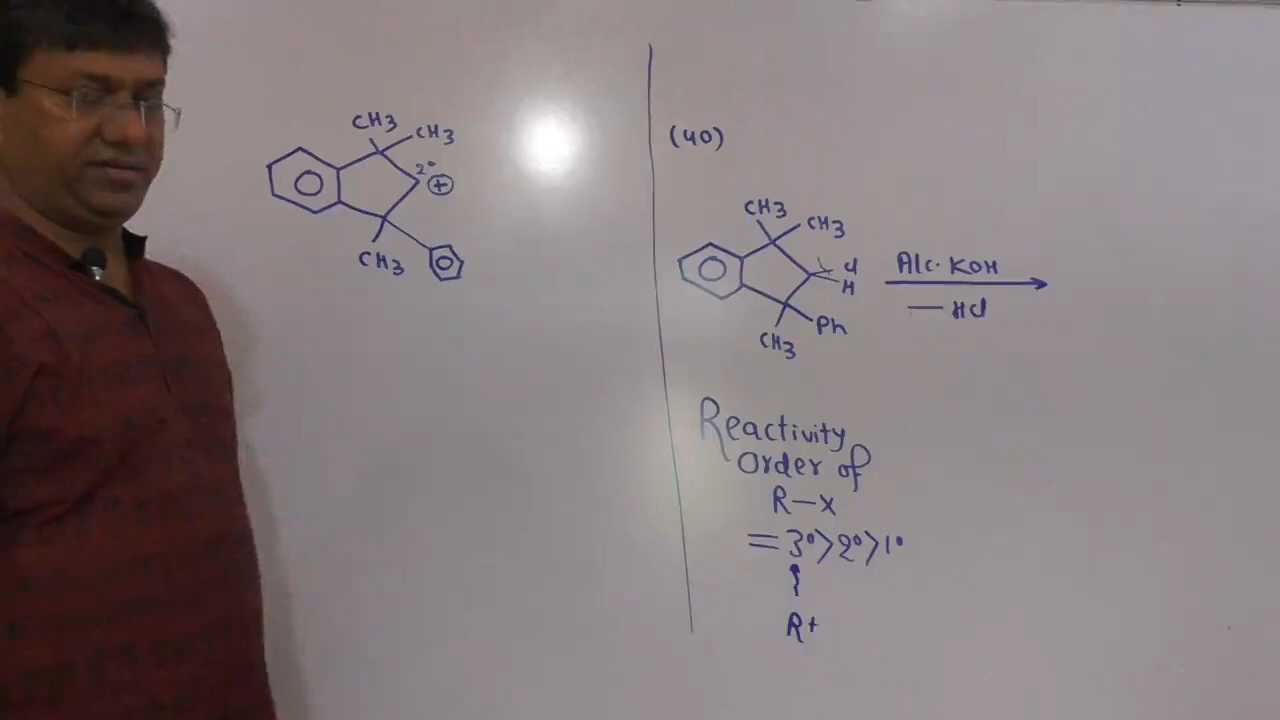 CH3
CH3
2°
+
CH3
(40)
CH3
CH3
Cl
H
Ph
CH3
Alc. KOH
— HCl
Reactivity
Order of
R—X
= 3°>2°>1°
R+